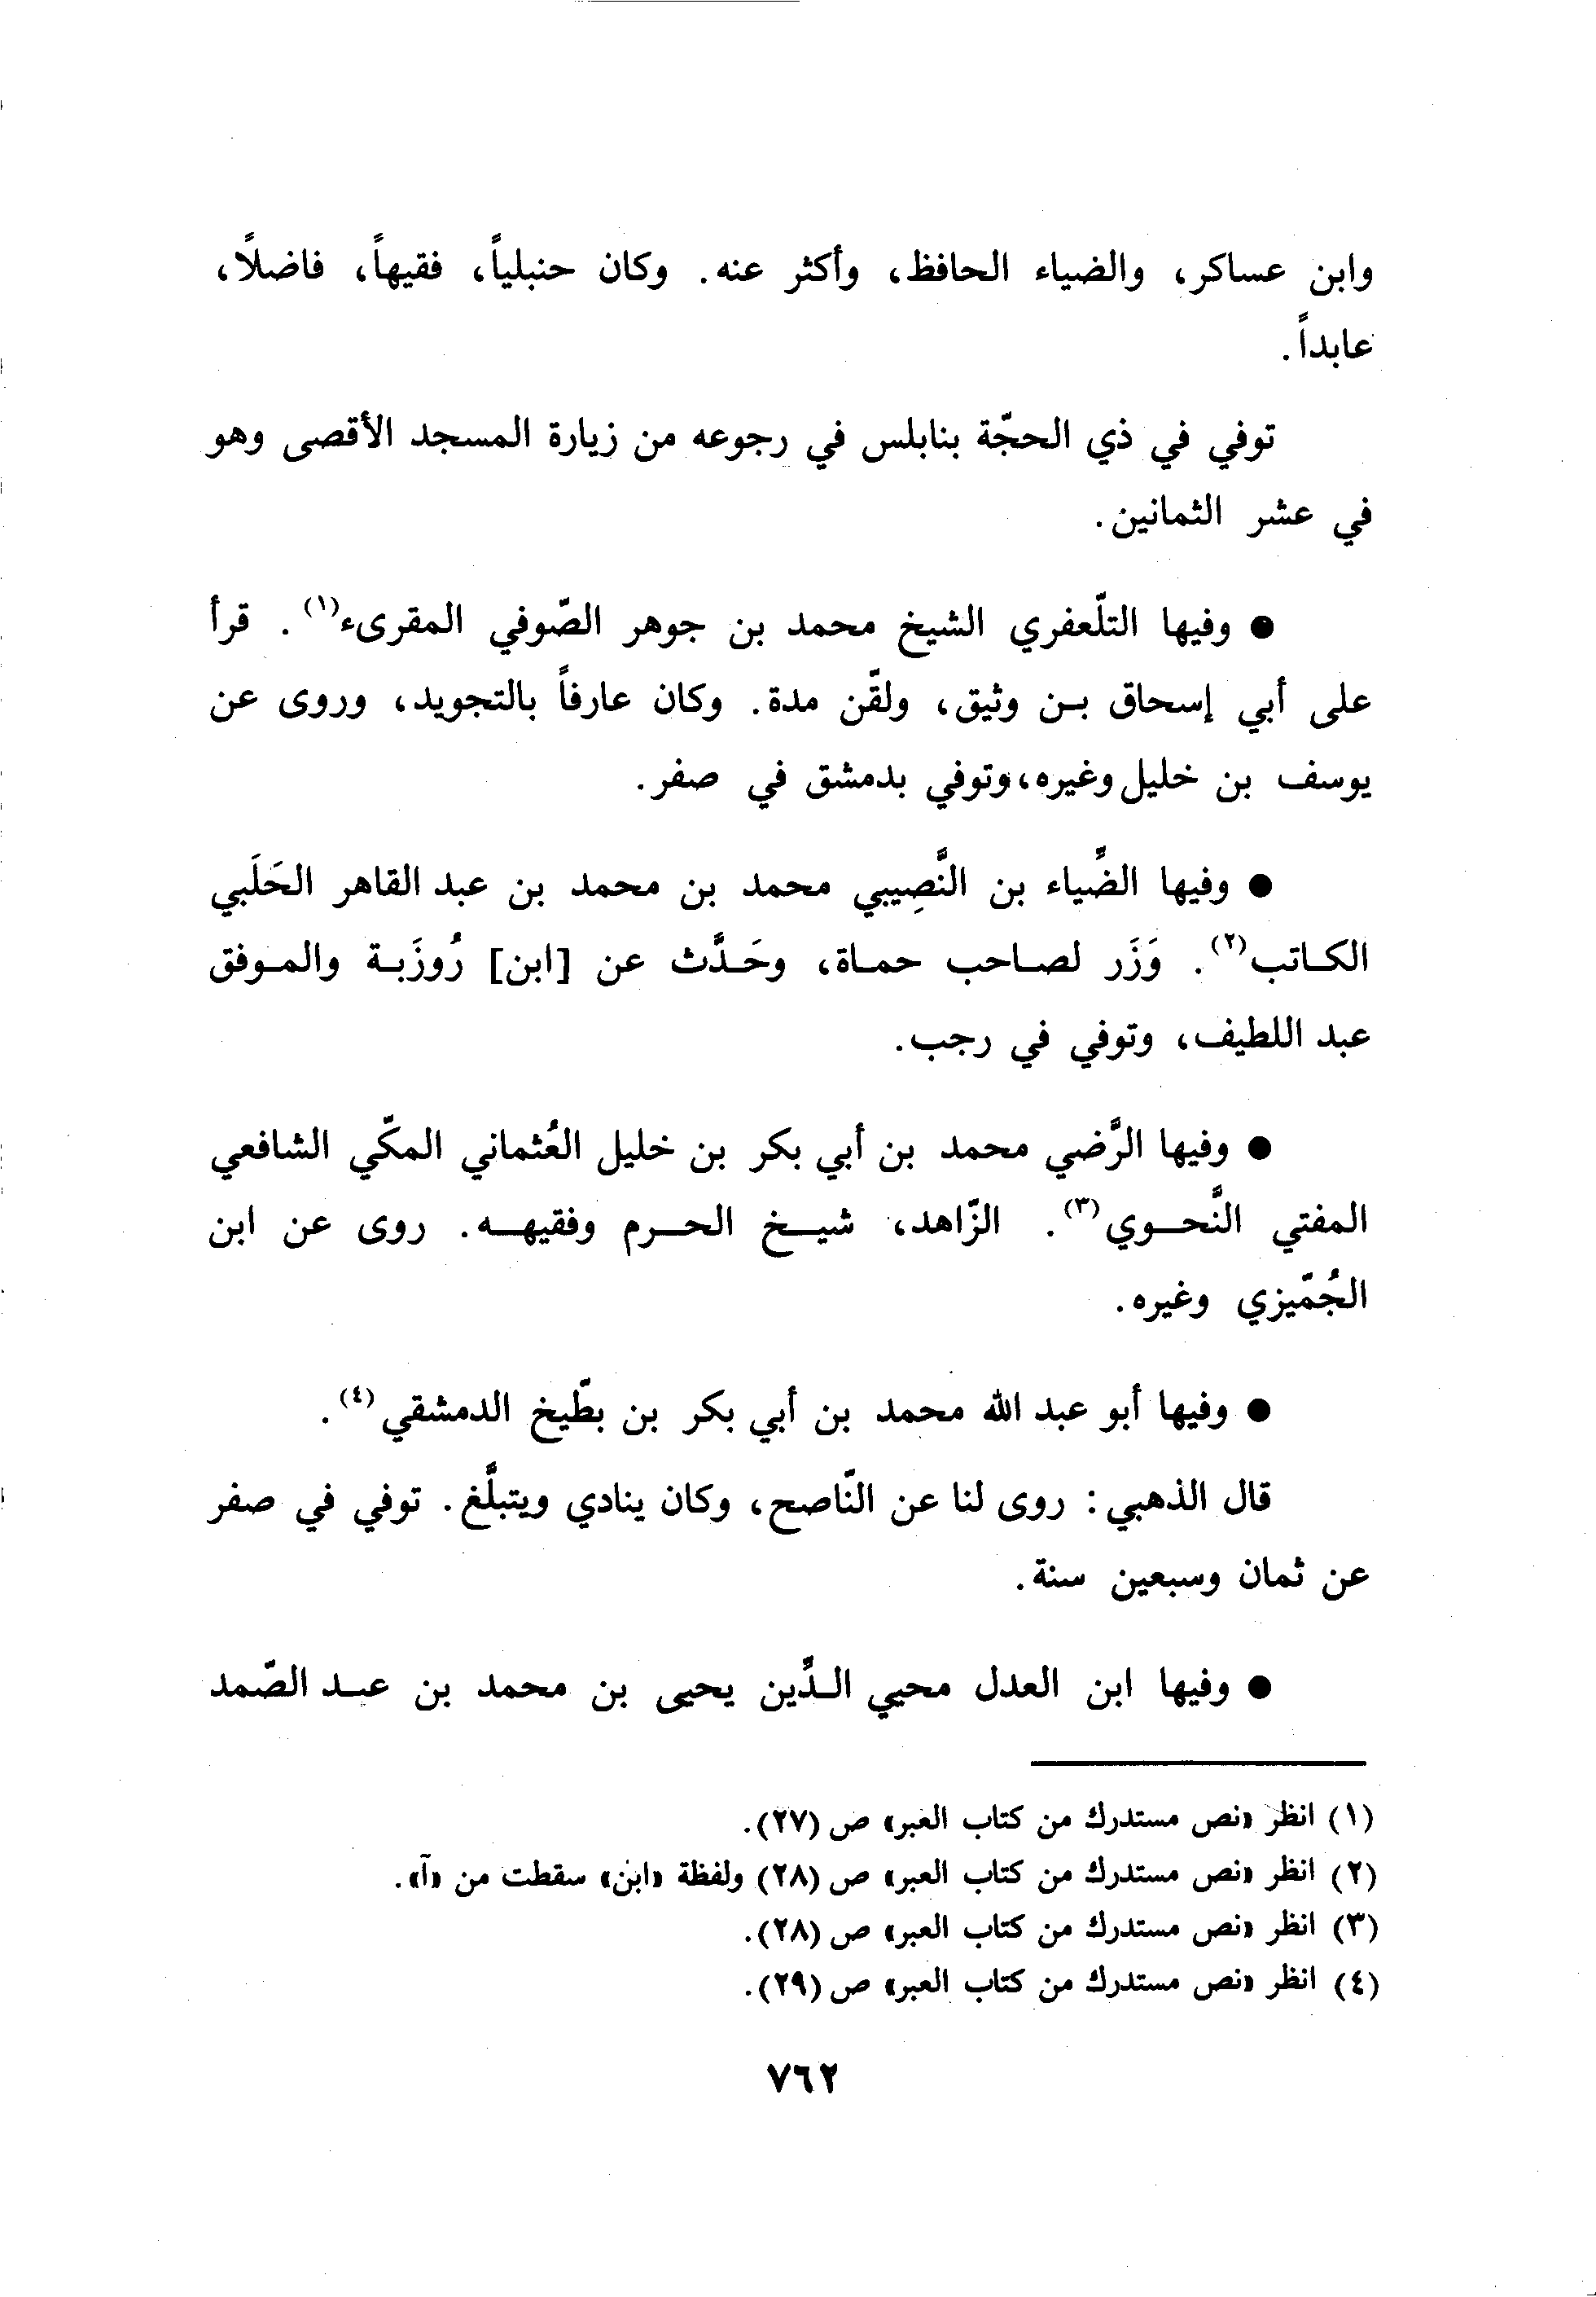 وابن عساكر، والضياء الحافظ، وأكثر عنه. وكان حنبلياً، فقيهاً، فاضلاً،
عابداً.
توفي في ذي الحجّة بنابلس في رجوعه من زيارة المسجد الأقصى وهو
في عشر الثمانين.
● وفيها التلّعفري الشيخ محمد بن جوهر الصّوفي المقرىء(١). قرأ
على أبي إسحاق بن وثيق، ولقّن مدة. وكان عارفاً بالتجويد، وروى عن
يوسف بن خليل وغيره، وتوفي بدمشق في صفر.
● وفيها الضِّياء بن النَّصِيبي محمد بن محمد بن عبد القاهر الحَلَبي
الكاتب(٢). وَزَر لصاحب حماة، وحَدَّث عن [ابن] رُوزَبة والموفق
عبد اللطيف، وتوفي في رجب.
● وفيها الرَّضي محمد بن أبي بكر بن خليل العُثماني المكّي الشافعي
المفتي النَّحوي(٣). الزّاهد، شيخ الحرم وفقيهه. روى عن ابن
الجُمّيزي وغيره.
● وفيها أبو عبد الله محمد بن أبي بكر بن بطّيخ الدمشقي(٤).
قال الذهبي: روى لنا عن النّاصح، وكان ينادي ويتبلَّغ. توفي في صفر
عن ثمان وسبعين سنة.
● وفيها ابن العدل محيي الدِّين يحيى بن محمد بن عبد الصّمد
(١) انظر «نص مستدرك من كتاب العبر» ص (٢٧).
(٢) انظر «نص مستدرك من كتاب العبر» ص (٢٨) ولفظة «ابن» سقطت من «آ».
(٣) انظر «نص مستدرك من كتاب العبر» ص (٢٨).
(٤) انظر «نص مستدرك من كتاب العبر» ص (٢٩).
٧٦٢